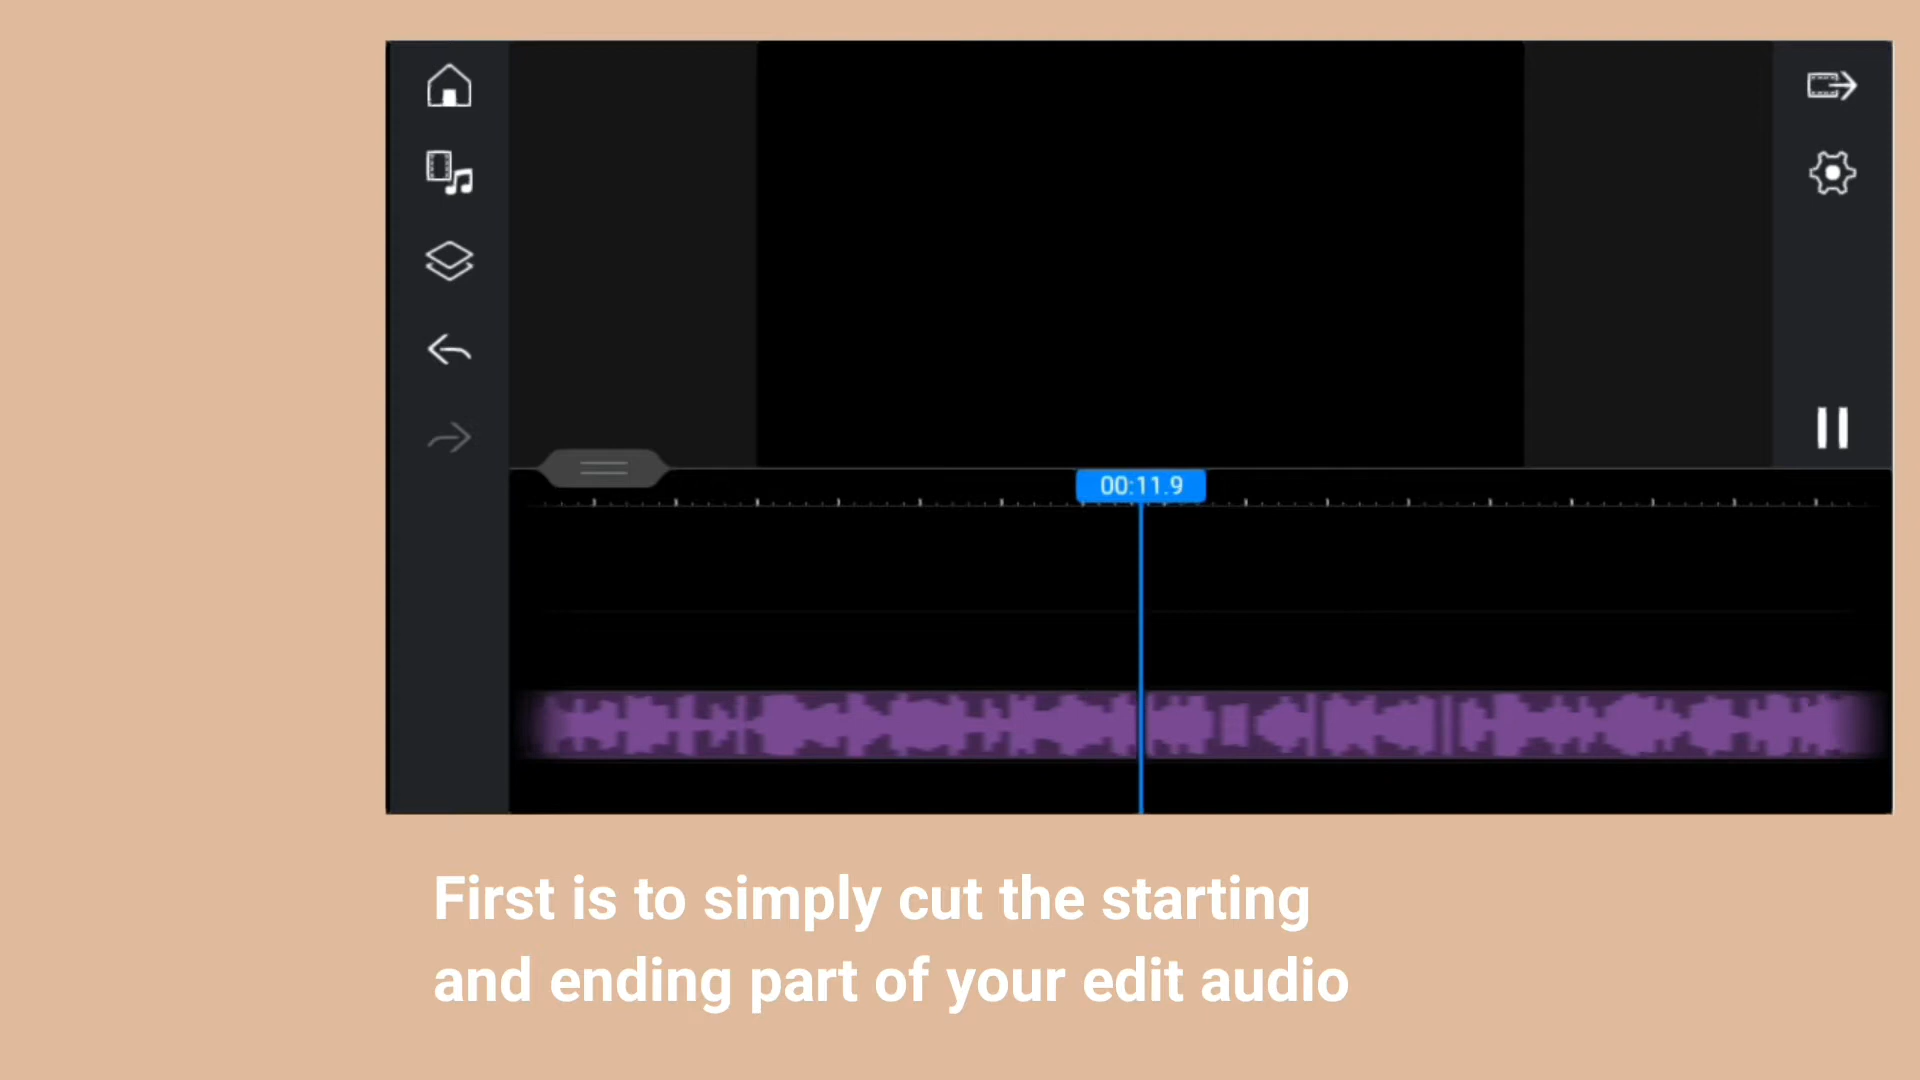 00:11.9
First is to simply cut the starting
and ending part of your edit audio